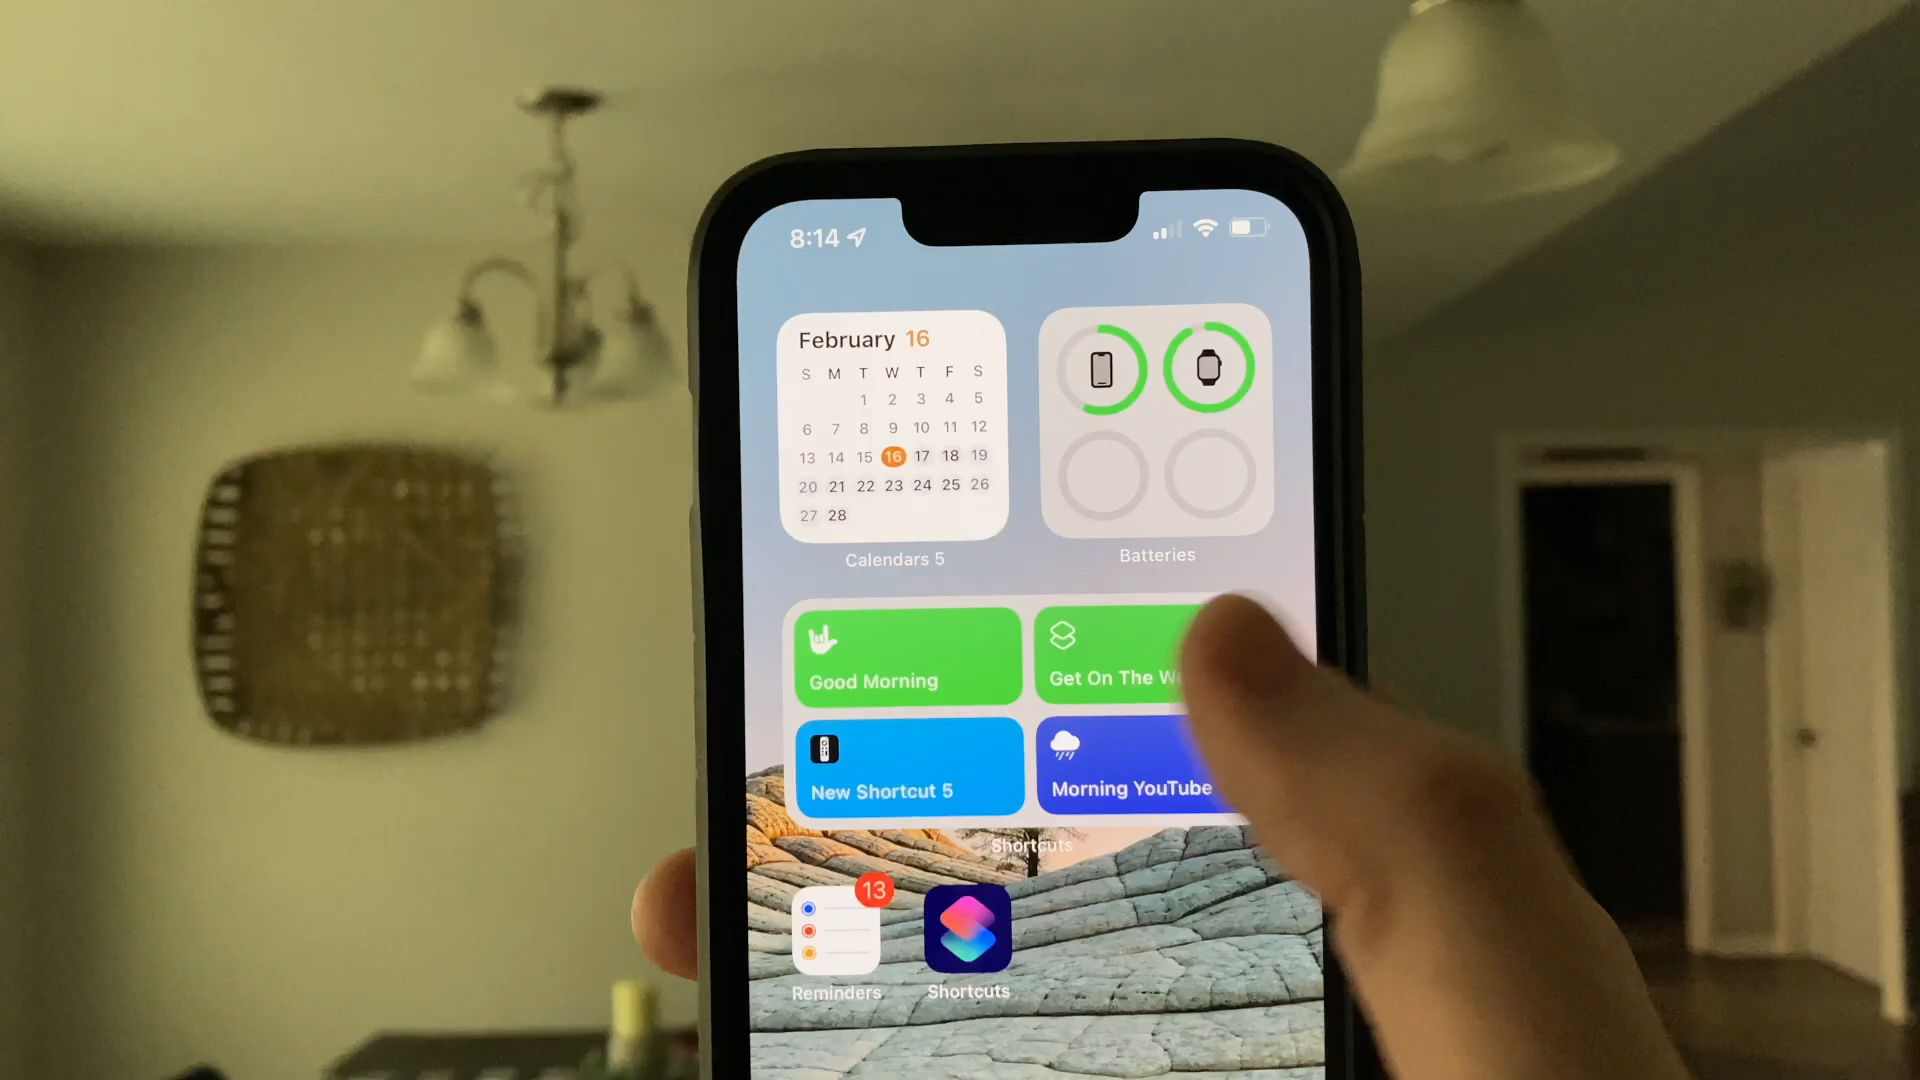 8:14
February 16
S M T W T F S
1 2 3 4 5
6 7 8 9 10 11 12
13 14 15 16 17 18 19
20 21 22 23 24 25 26
27 28
Calendars 5
Batteries
Good Morning
Get On The
New Shortcut 5
Morning YouTube
Shortcuts
13
Reminders
Shortcuts